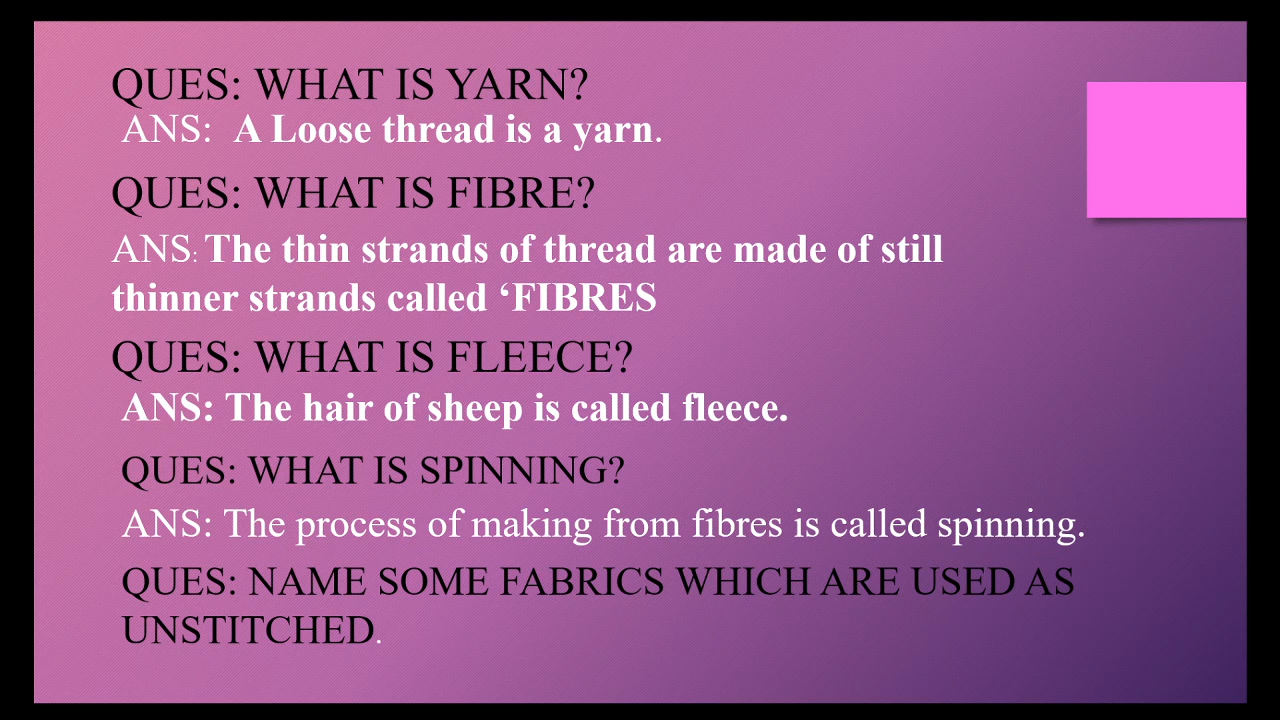 QUES: WHAT IS YARN?
ANS: A Loose thread is a yarn.
QUES: WHAT IS FIBRE?
ANS: The thin strands of thread are made of still
thinner strands called ‘FIBRES
QUES: WHAT IS FLEECE?
ANS: The hair of sheep is called fleece.
QUES: WHAT IS SPINNING?
ANS: The process of making from fibres is called spinning.
QUES: NAME SOME FABRICS WHICH ARE USED AS
UNSTITCHED.